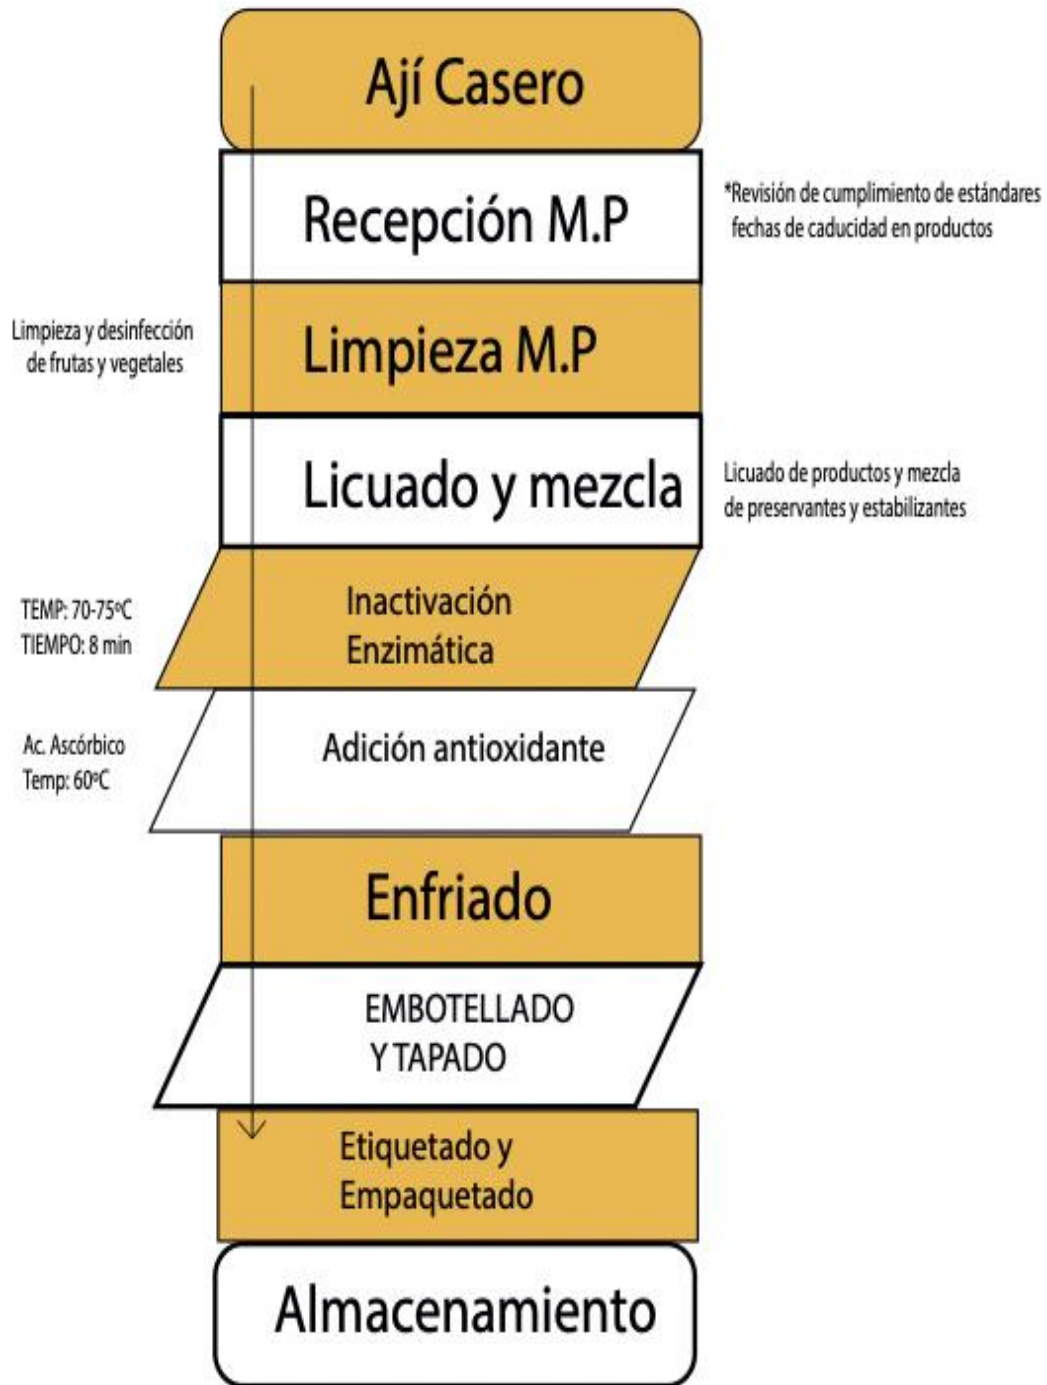 Ají Casero
Recepción M.P
*Revisión de cumplimiento de estándares
fechas de caducidad en productos
Limpieza y desinfección
de frutas y vegetales
Limpieza M.P
Licuado y mezcla
Licuado de productos y mezcla
de preservantes y estabilizantes
TEMP: 70-75ºC
TIEMPO: 8 min
Inactivación
Enzimática
Ac. Ascórbico
Temp: 60ºC
Adición antioxidante
Enfriado
EMBOTELLADO
Y TAPADO
Etiquetado y
Empaquetado
Almacenamiento